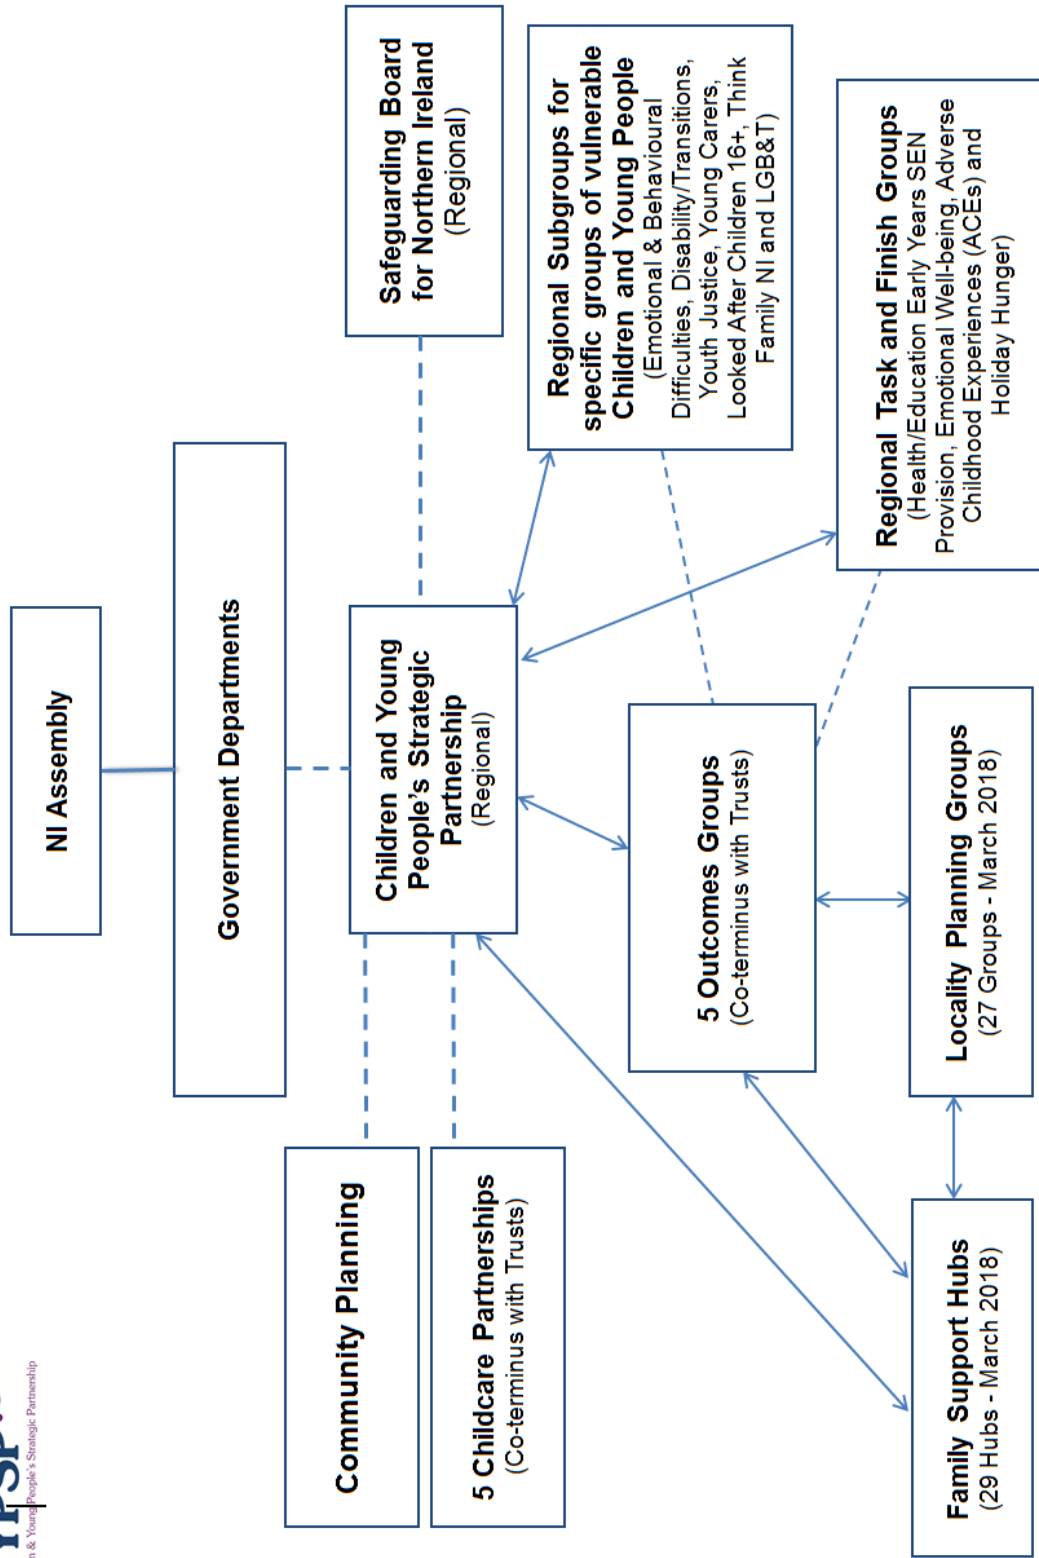 People's Strategic Partnership
NI Assembly
Government Departments
Community Planning
5 Childcare Partnerships
(Co-terminus with Trusts)
Children and Young
People's Strategic
Partnership
(Regional)
Safeguarding Board
for Northern Ireland
(Regional)
Regional Subgroups for
specific groups of vulnerable
Children and Young People
(Emotional & Behavioural
Difficulties, Disability/Transitions,
Youth Justice, Young Carers,
Looked After Children 16+, Think
Family NI and LGB&T)
5 Outcomes Groups
(Co-terminus with Trusts)
Regional Task and Finish Groups
(Health/Education Early Years SEN
Provision, Emotional Well-being, Adverse
Childhood Experiences (ACEs) and
Holiday Hunger)
Family Support Hubs
(29 Hubs - March 2018)
Locality Planning Groups
(27 Groups - March 2018)